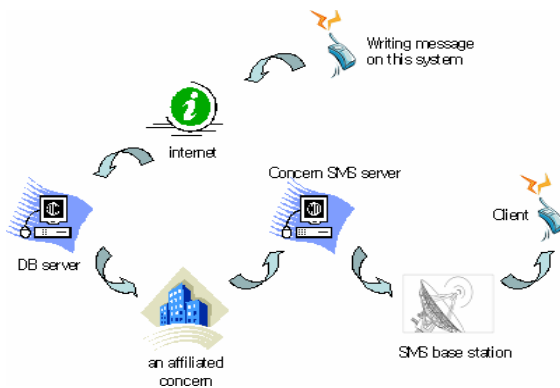 Writing message
on this system
internet
Concern SMS server
Client
DB server
an affiliated
concern
SMS base station